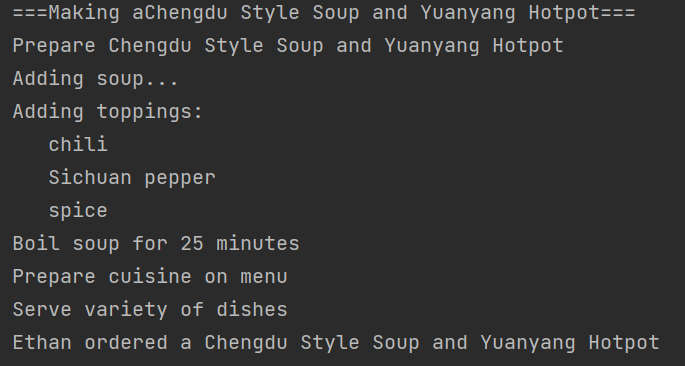 ===Making aChengdu Style Soup and Yuanyang Hotpot===
Prepare Chengdu Style Soup and Yuanyang Hotpot
Adding soup...
Adding toppings:
   chili
   Sichuan pepper
   spice
Boil soup for 25 minutes
Prepare cuisine on menu
Serve variety of dishes
Ethan ordered a Chengdu Style Soup and Yuanyang Hotpot